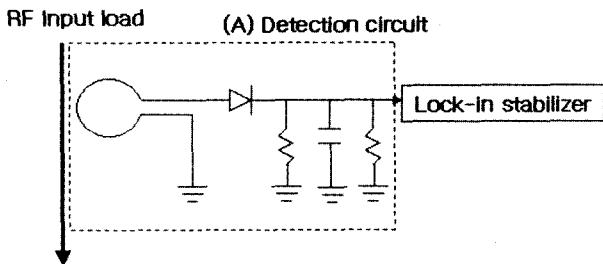 RF Input load
(A) Detection circuit
Lock-in stabilizer